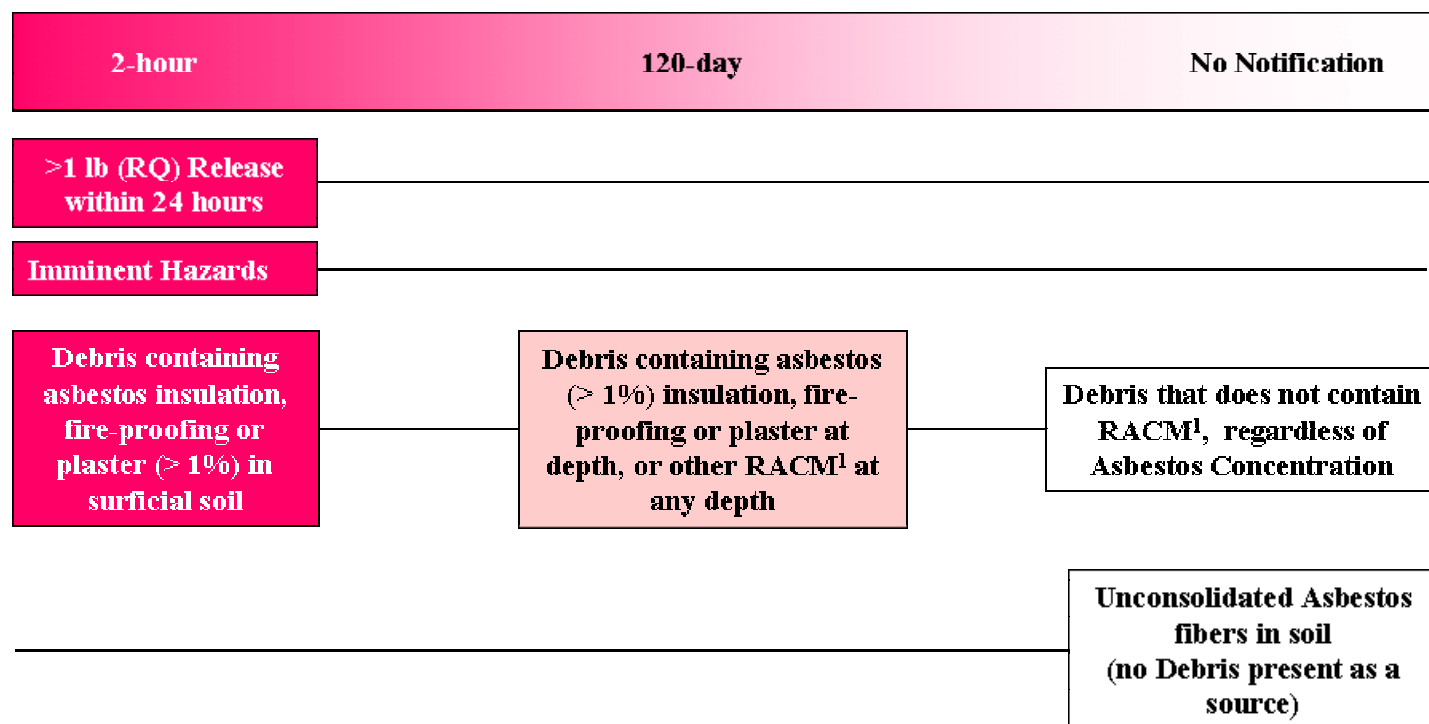 2-hour 120-day No Notification
>1 lb (RQ) Release
within 24 hours
Imminent Hazards
Debris containing
asbestos insulation,
fire-proofing or
plaster (> 1%) in
surficial soil
Debris containing asbestos
(> 1%) insulation, fire-
proofing or plaster at
depth, or other RACM¹ at
any depth
Debris that does not contain
RACM¹, regardless of
Asbestos Concentration
Unconsolidated Asbestos
fibers in soil
(no Debris present as a
source)